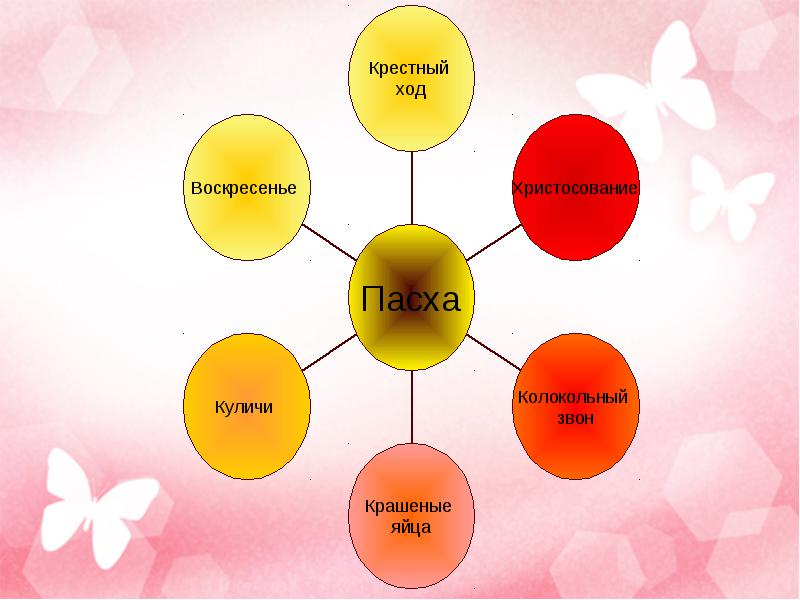 Крестный
ход
Воскресенье
Христосование
Пасха
Куличи
Колокольный
звон
Крашеные
яйца